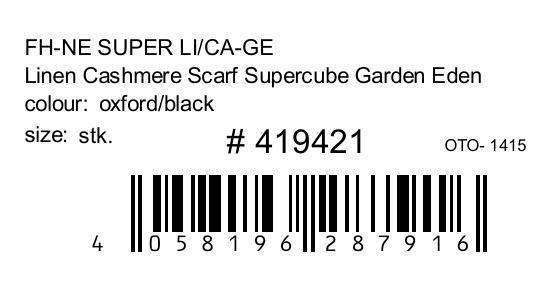 FH-NE SUPER LI/CA-GE
Linen Cashmere Scarf Supercube Garden Eden
colour: oxford/black
size: stk.
# 419421
OTO- 1415
4 058196 287916